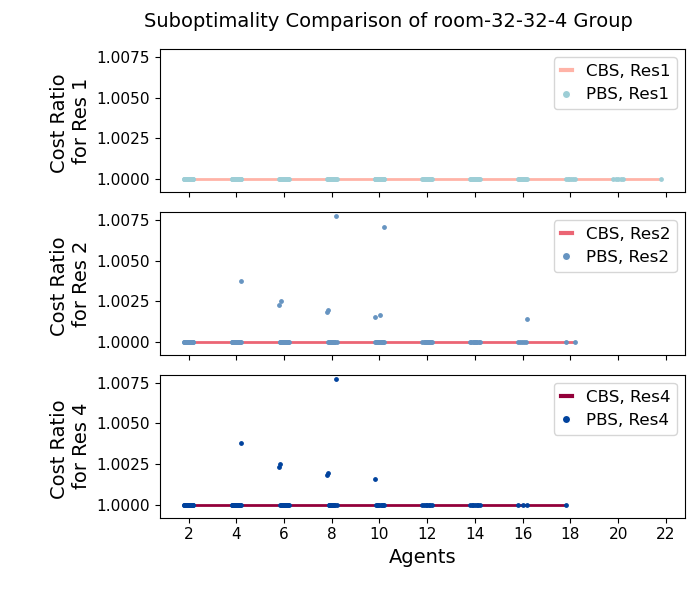 Suboptimality Comparison of room-32-32-4 Group
Cost Ratio
for Res 1
1.0075
1.0050
1.0025
1.0000
CBS, Res1
PBS, Res1
Cost Ratio
for Res 2
1.0075
1.0050
1.0025
1.0000
CBS, Res2
PBS, Res2
Cost Ratio
for Res 4
1.0075
1.0050
1.0025
1.0000
CBS, Res4
PBS, Res4
2 4 6 8 10 12 14 16 18 20 22
Agents